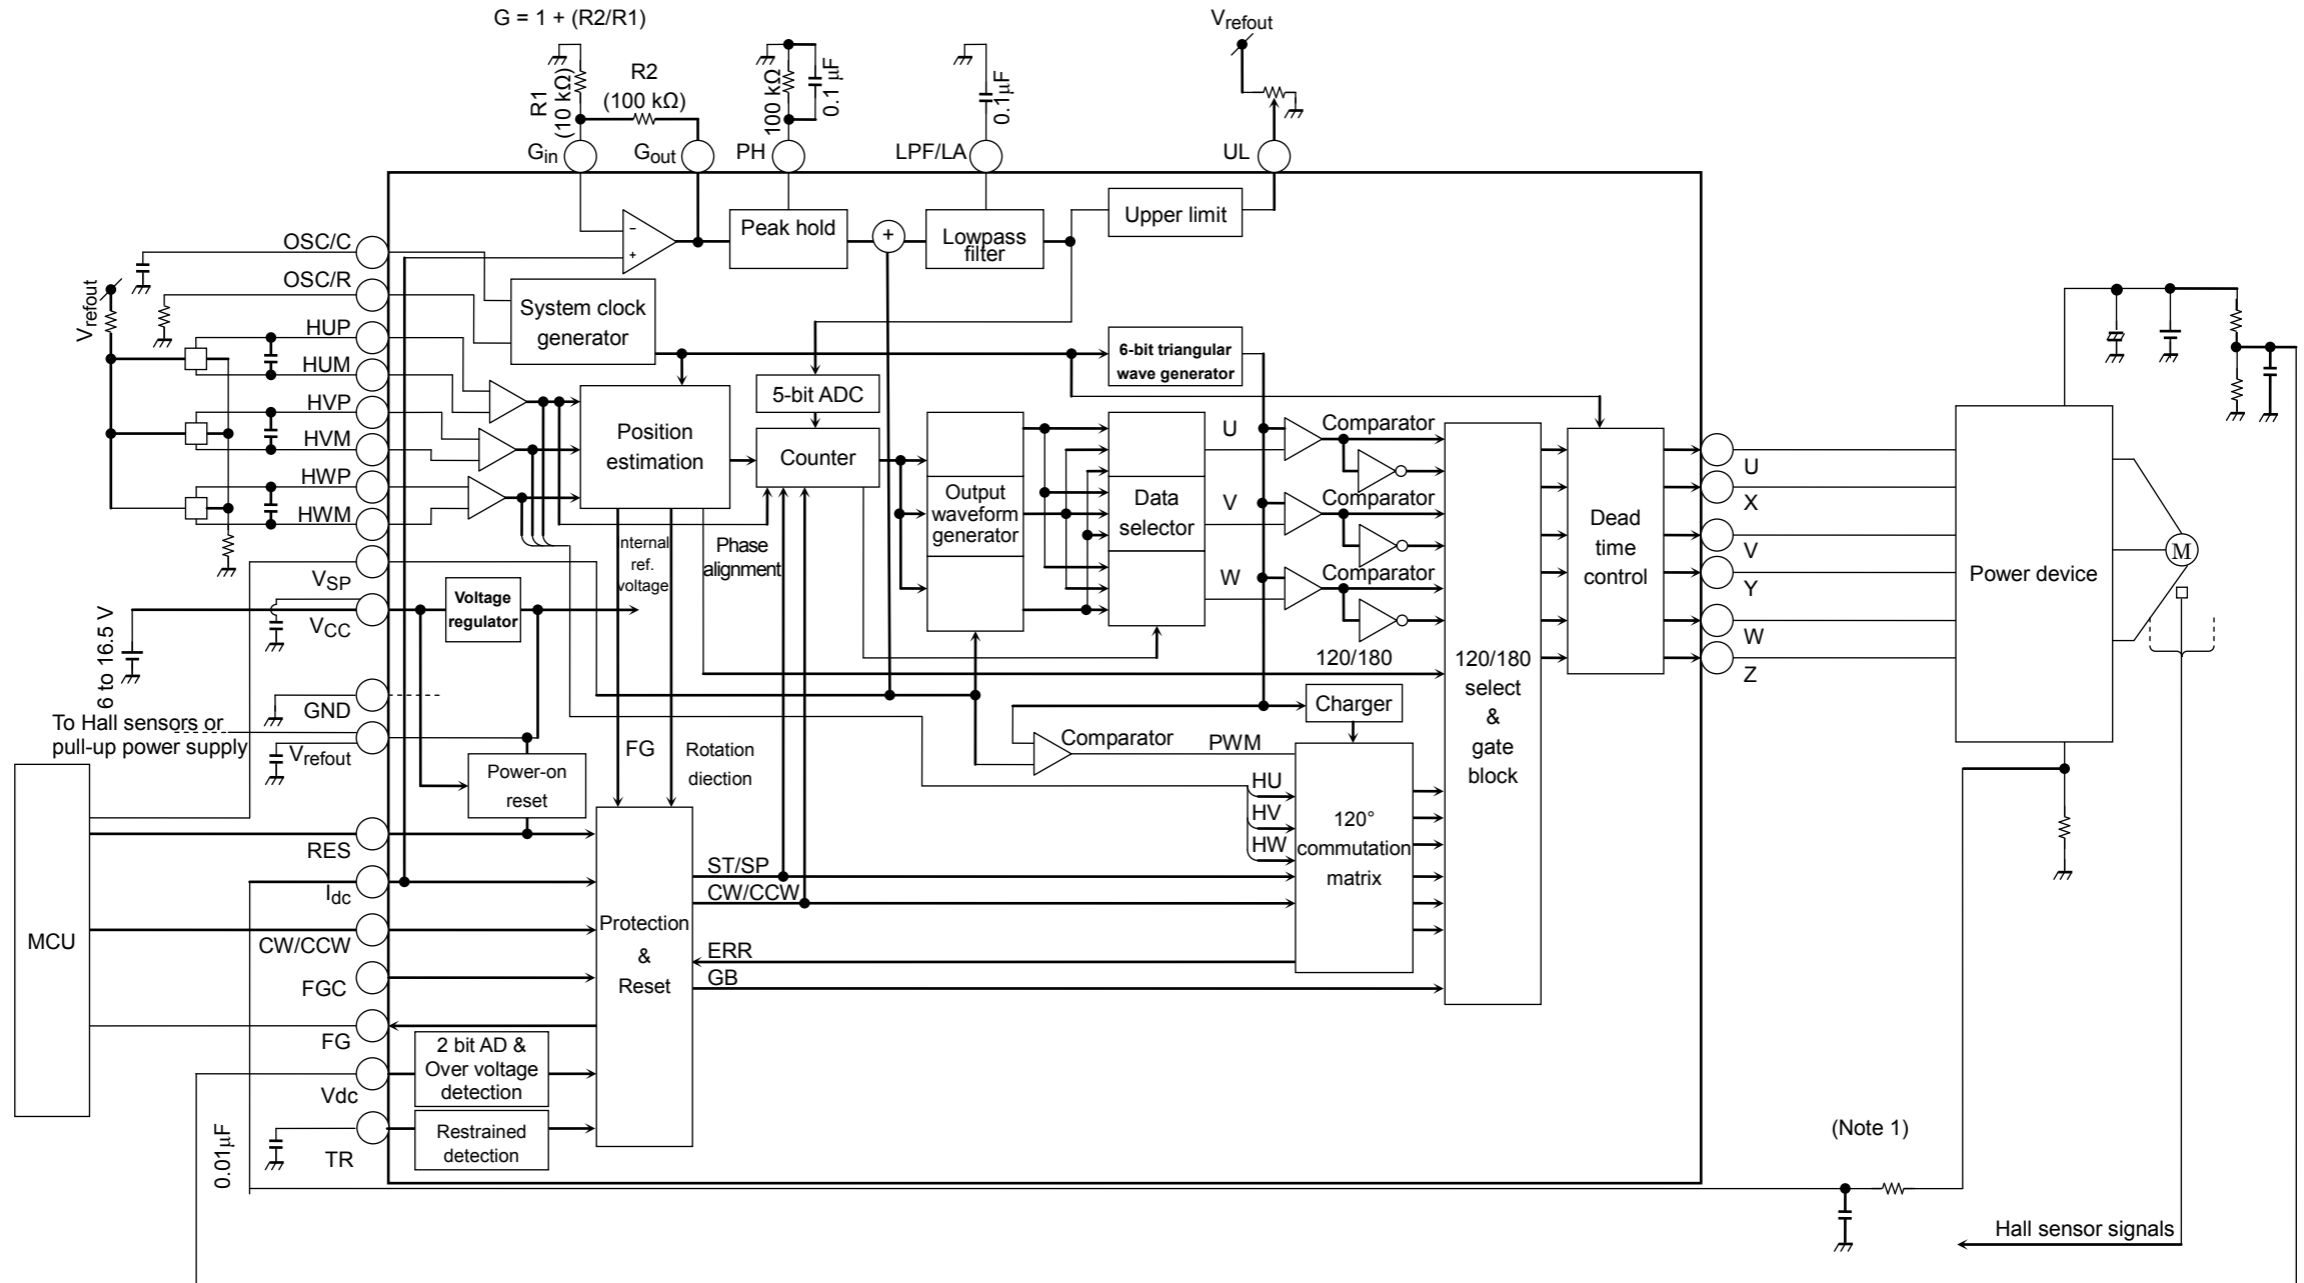 G = 1 + (R2/R1)
Vrefout
R1
(10 kΩ)
R2
(100 kΩ)
100 kΩ
0.1 μF
0.1μF
Gin
Gout
PH
LPF/LA
UL
Peak hold
+
Lowpass
filter
Upper limit
−
+
OSC/C
OSC/R
Vrefout
HUP
HUM
HVP
HVM
HWP
HWM
VSP
VCC
6 to 16.5 V
GND
To Hall sensors or
pull-up power supply
Vrefout
System clock
generator
6-bit triangular
wave generator
5-bit ADC
Position
estimation
Counter
Output
waveform
generator
Data
selector
U
V
W
Comparator
Comparator
Comparator
nternal
ref.
voltage
Phase
alignment
Voltage
regulator
120/180
120/180
select
&
gate
block
Dead
time
control
U
X
V
Y
W
Z
Power device
M
Charger
Comparator
PWM
HU
HV
HW
120°
commutation
matrix
FG
Rotation
diection
Power-on
reset
MCU
RES
Idc
CW/CCW
FGC
FG
Vdc
TR
Protection
&
Reset
ST/SP
CW/CCW
ERR
GB
2 bit AD &
Over voltage
detection
Restrained
detection
0.01μF
(Note 1)
Hall sensor signals